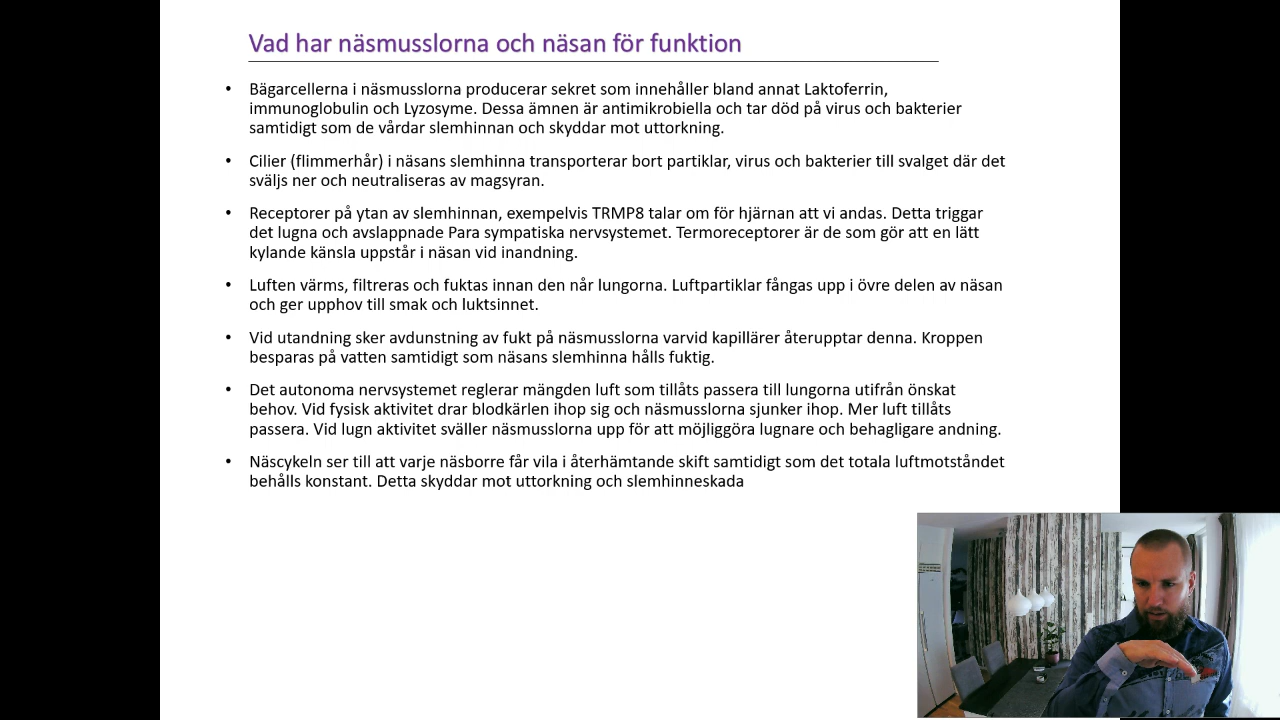 Vad har näsmusslorna och näsan för funktion
• Bägarcellerna i näsmusslorna producerar sekret som innehåller bland annat Laktoferrin,
immunoglobulin och Lyzosyme. Dessa ämnen är antimikrobiella och tar död på virus och bakterier
samtidigt som de vårdar slemhinnan och skyddar mot uttorkning.
• Cilier (flimmerhår) i näsans slemhinna transporterar bort partiklar, virus och bakterier till svalget där det
sväljs ner och neutraliseras av magsyran.
• Receptorer på ytan av slemhinnan, exempelvis TRMP8 talar om för hjärnan att vi andas. Detta triggar
det lugna och avslappnade Para sympatiska nervsystemet. Termoreceptorer är de som gör att en lätt
kylande känsla uppstår i näsan vid inandning.
• Luften värms, filtreras och fuktas innan den når lungorna. Luftpartiklar fångas upp i övre delen av näsan
och ger upphov till smak och luktsinnet.
• Vid utandning sker avdunstning av fukt på näsmusslorna varvid kapillärer återupptar denna. Kroppen
besparas på vatten samtidigt som näsans slemhinna hålls fuktig.
• Det autonoma nervsystemet reglerar mängden luft som tillåts passera till lungorna utifrån önskat
behov. Vid fysisk aktivitet drar blodkärlen ihop sig och näsmusslorna sjunker ihop. Mer luft tillåts
passera. Vid lugn aktivitet sväller näsmusslorna upp för att möjliggöra lugnare och behagligare andning.
• Näscykeln ser till att varje näsborre får vila i återhämtande skift samtidigt som det totala luftmotståndet
behålls konstant. Detta skyddar mot uttorkning och slemhinneskada